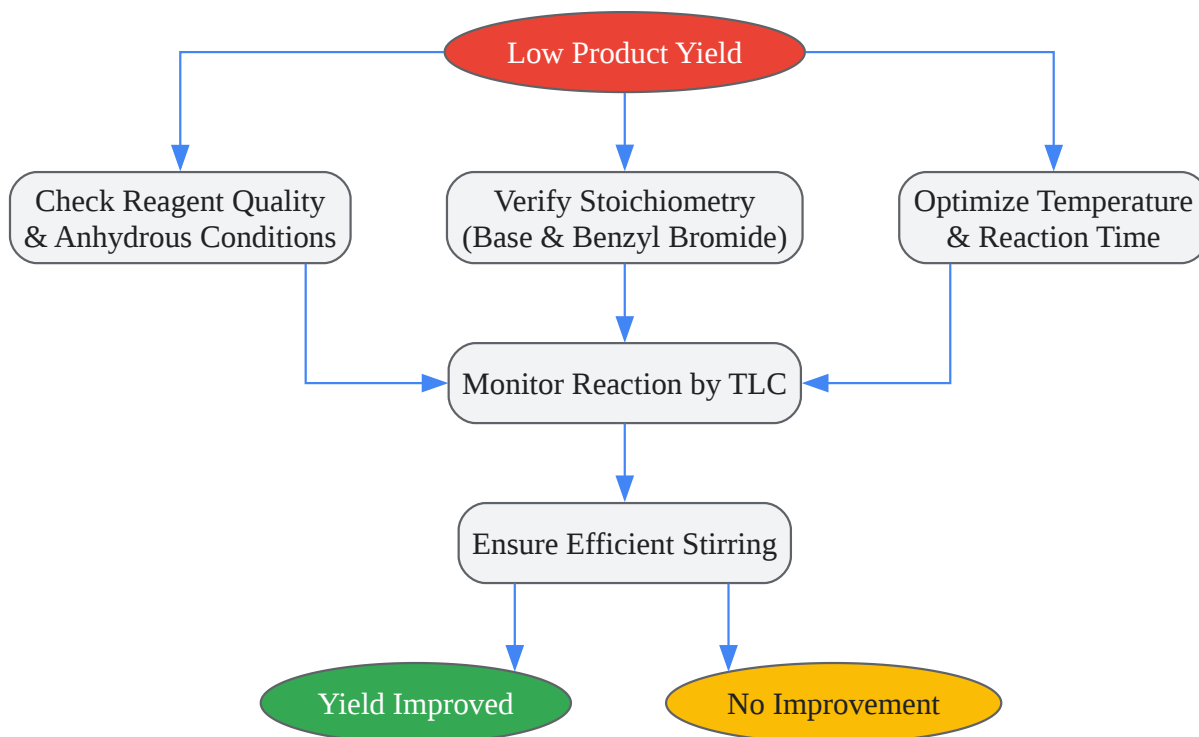 Low Product Yield
Check Reagent Quality
& Anhydrous Conditions
Verify Stoichiometry
(Base & Benzyl Bromide)
Optimize Temperature
& Reaction Time
Monitor Reaction by TLC
Ensure Efficient Stirring
Yield Improved
No Improvement